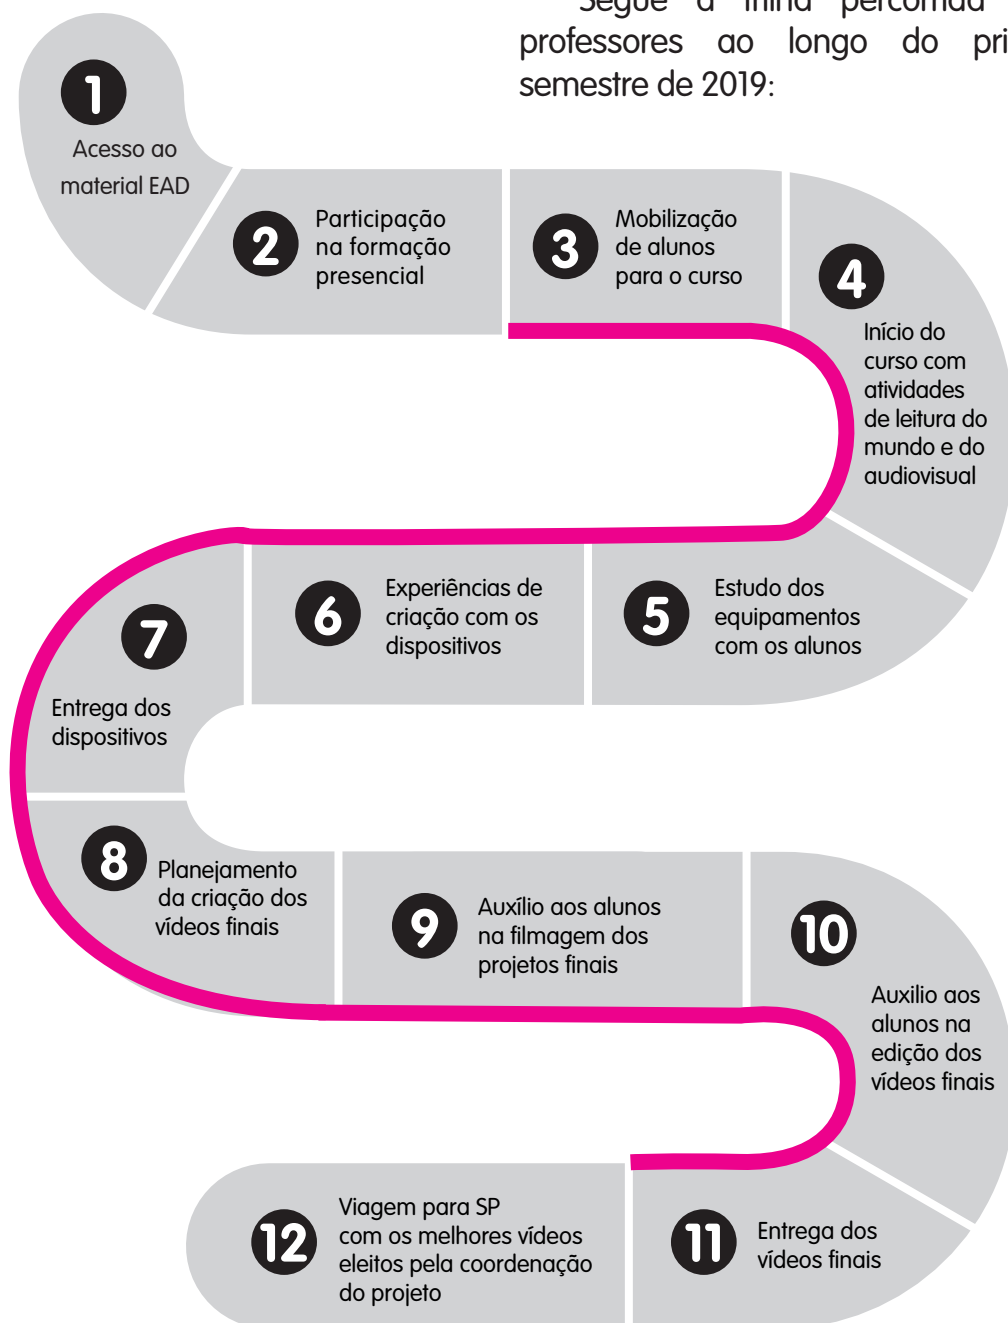 Segue a trilha percorrida
professores ao longo do pri
semestre de 2019:
1
Acesso ao
material EAD
2
Participação
na formação
presencial
3
Mobilização
de alunos
para o curso
4
Início do
curso com
atividades
de leitura do
mundo e do
audiovisual
5
Estudo dos
equipamentos
com os alunos
6
Experiências de
criação com os
dispositivos
7
Entrega dos
dispositivos
8
Planejamento
da criação dos
vídeos finais
9
Auxílio aos alunos
na filmagem dos
projetos finais
10
Auxilio aos
alunos na
edição dos
vídeos finais
11
Entrega dos
vídeos finais
12
Viagem para SP
com os melhores vídeos
eleitos pela coordenação
do projeto